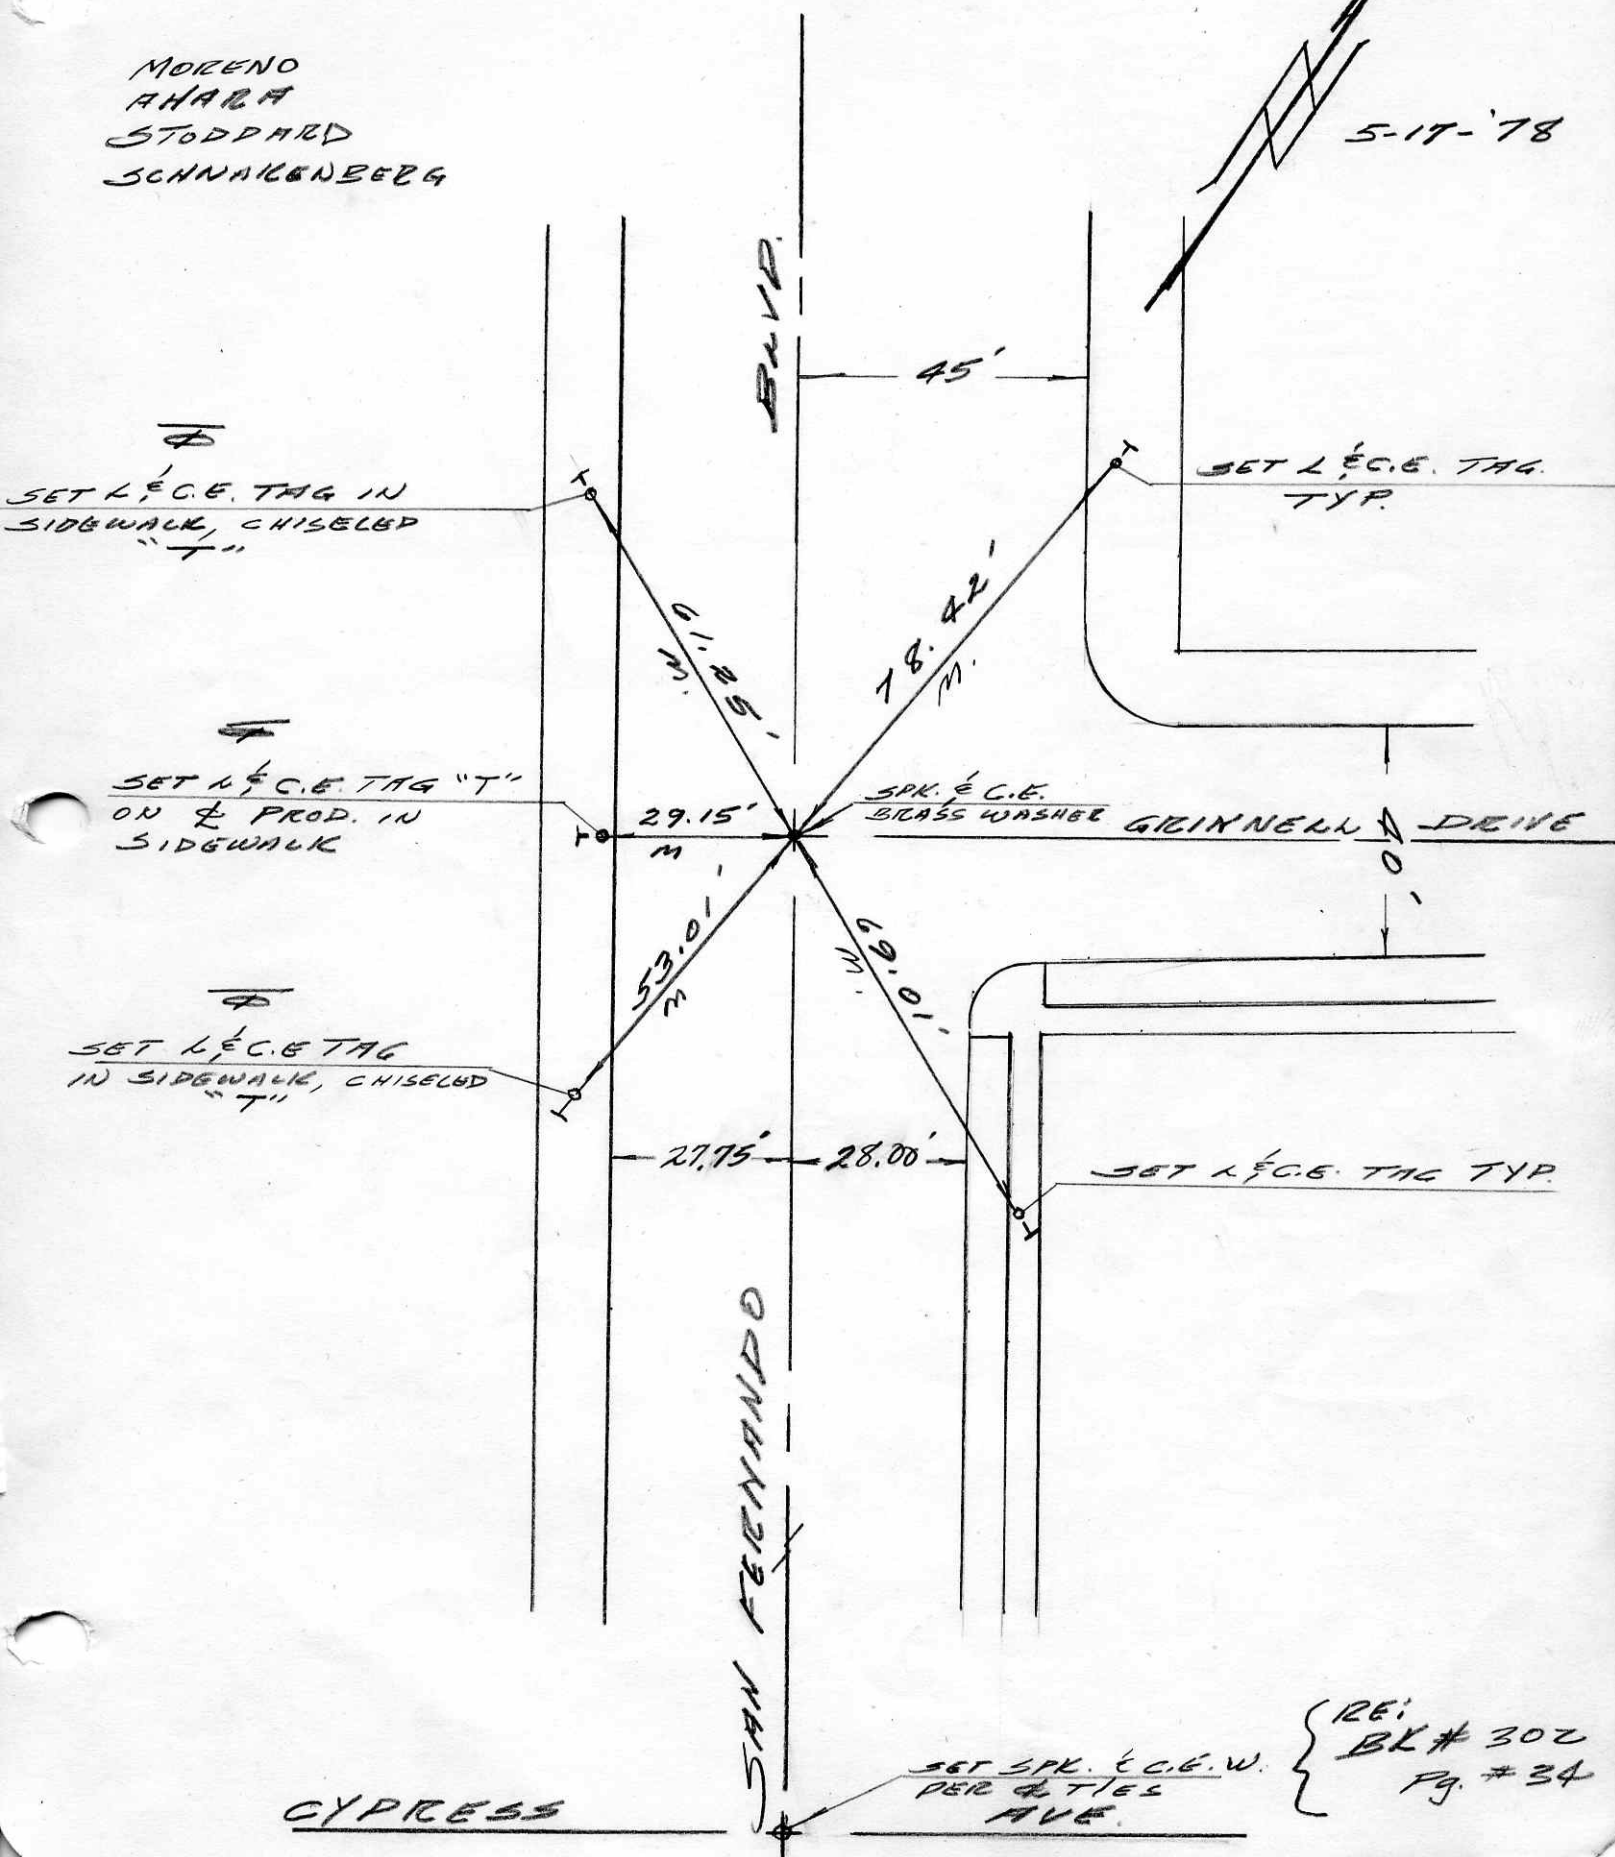 MORENO
AHARA
STODDARD
SCHNAKENBERG
5-17-'78
BLVD.
45'
SET L & C.E. TAG IN
SIDEWALK, CHISELED
"T"
SET L & C.E. TAG.
TYP.
61.25'
M.
78.42'
M.
SET L & C.E. TAG "T"
ON ℄ PROD. IN
SIDEWALK
29.15'
M
SPK. & C.E.
BRASS WASHER
GRINNELL DRIVE
40'
53.01'
M
69.01'
M.
SET L & C.E TAG
IN SIDEWALK, CHISELED
"T"
27.75'
28.00'
SET L & C.E. TAG TYP.
SAN FERNANDO
RE:
BK # 302
Pg. # 34
SET SPK. & C.E.W.
PER ℄ TIES
CYPRESS AVE.